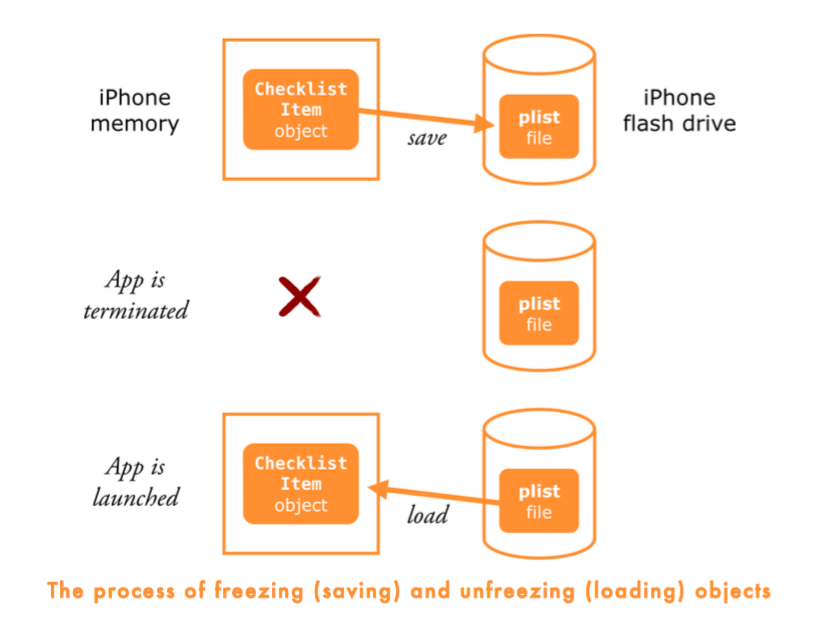 iPhone
memory
Checklist
Item
object
save
plist
file
iPhone
flash drive
App is
terminated
plist
file
App is
launched
Checklist
Item
object
load
plist
file
The process of freezing (saving) and unfreezing (loading) objects